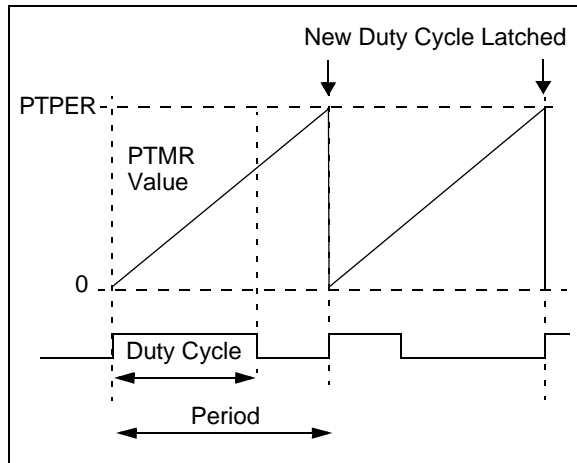 New Duty Cycle Latched
PTPER
PTMR
Value
0
Duty Cycle
Period